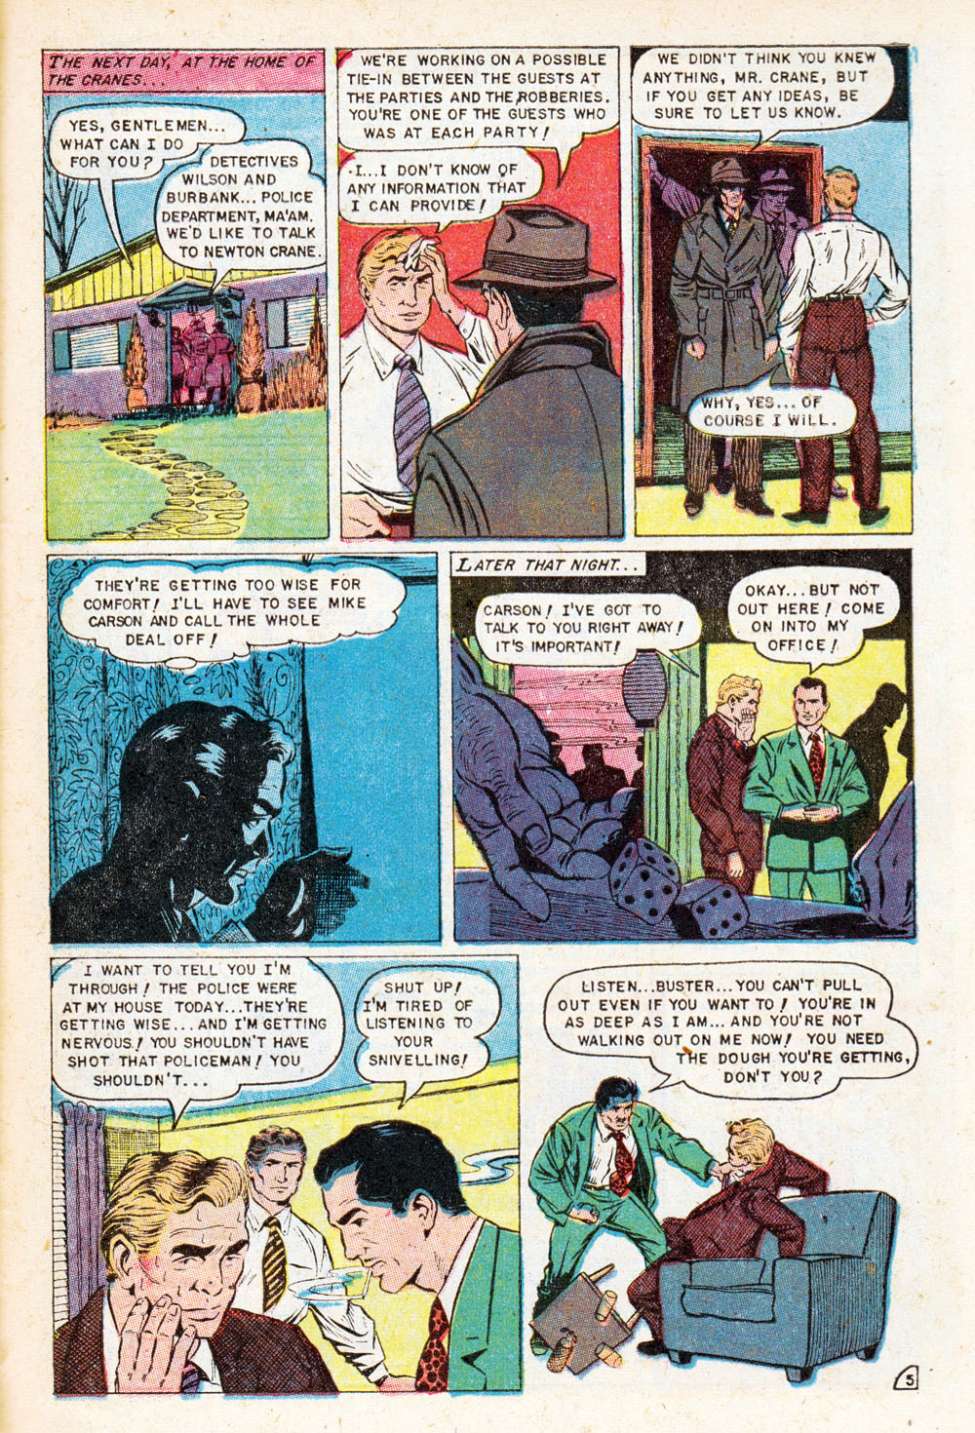 THE NEXT DAY, AT THE HOME OF
THE CRANES...
YES, GENTLEMEN...
WHAT CAN I DO
FOR YOU?
DETECTIVES
WILSON AND
BURBANK... POLICE
DEPARTMENT, MA'AM.
WE'D LIKE TO TALK
TO NEWTON CRANE.
WE'RE WORKING ON A POSSIBLE
TIE-IN BETWEEN THE GUESTS AT
THE PARTIES AND THE ROBBERIES.
YOU'RE ONE OF THE GUESTS WHO
WAS AT EACH PARTY!
I...I DON'T KNOW OF
ANY INFORMATION THAT
I CAN PROVIDE!
WE DIDN'T THINK YOU KNEW
ANYTHING, MR. CRANE, BUT
IF YOU GET ANY IDEAS, BE
SURE TO LET US KNOW.
WHY, YES... OF
COURSE I WILL.
THEY'RE GETTING TOO WISE FOR
COMFORT! I'LL HAVE TO SEE MIKE
CARSON AND CALL THE WHOLE
DEAL OFF!
LATER THAT NIGHT...
CARSON! I'VE GOT TO
TALK TO YOU RIGHT AWAY!
IT'S IMPORTANT!
OKAY...BUT NOT
OUT HERE! COME
ON INTO MY
OFFICE!
I WANT TO TELL YOU I'M
THROUGH! THE POLICE WERE
AT MY HOUSE TODAY...THEY'RE
GETTING WISE...AND I'M GETTING
NERVOUS! YOU SHOULDN'T HAVE
SHOT THAT POLICEMAN! YOU
SHOULDN'T...
SHUT UP!
I'M TIRED OF
LISTENING TO
YOUR
SNIVELLING!
LISTEN...BUSTER...YOU CAN'T PULL
OUT EVEN IF YOU WANT TO! YOU'RE IN
AS DEEP AS I AM...AND YOU'RE NOT
WALKING OUT ON ME NOW! YOU NEED
THE DOUGH YOU'RE GETTING,
DON'T YOU?
5